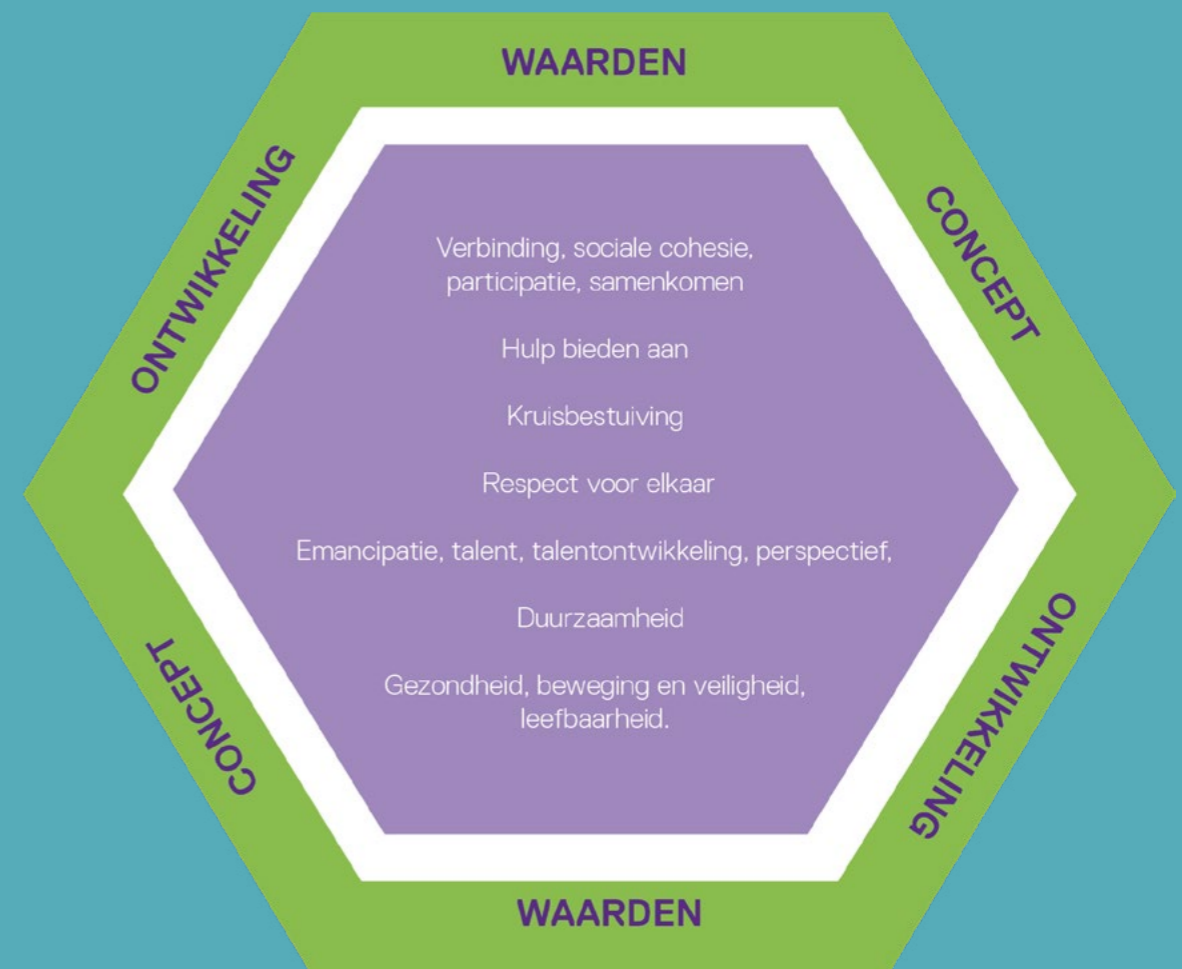 WAARDEN
ONTWIKKELING
CONCEPT
Verbinding, sociale cohesie,
participatie, samenkomen
Hulp bieden aan
Kruisbestuiving
Respect voor elkaar
Emancipatie, talent, talentontwikkeling, perspectief,
Duurzaamheid
Gezondheid, beweging en veiligheid,
leefbaarheid.
CONCEPT
ONTWIKKELING
WAARDEN